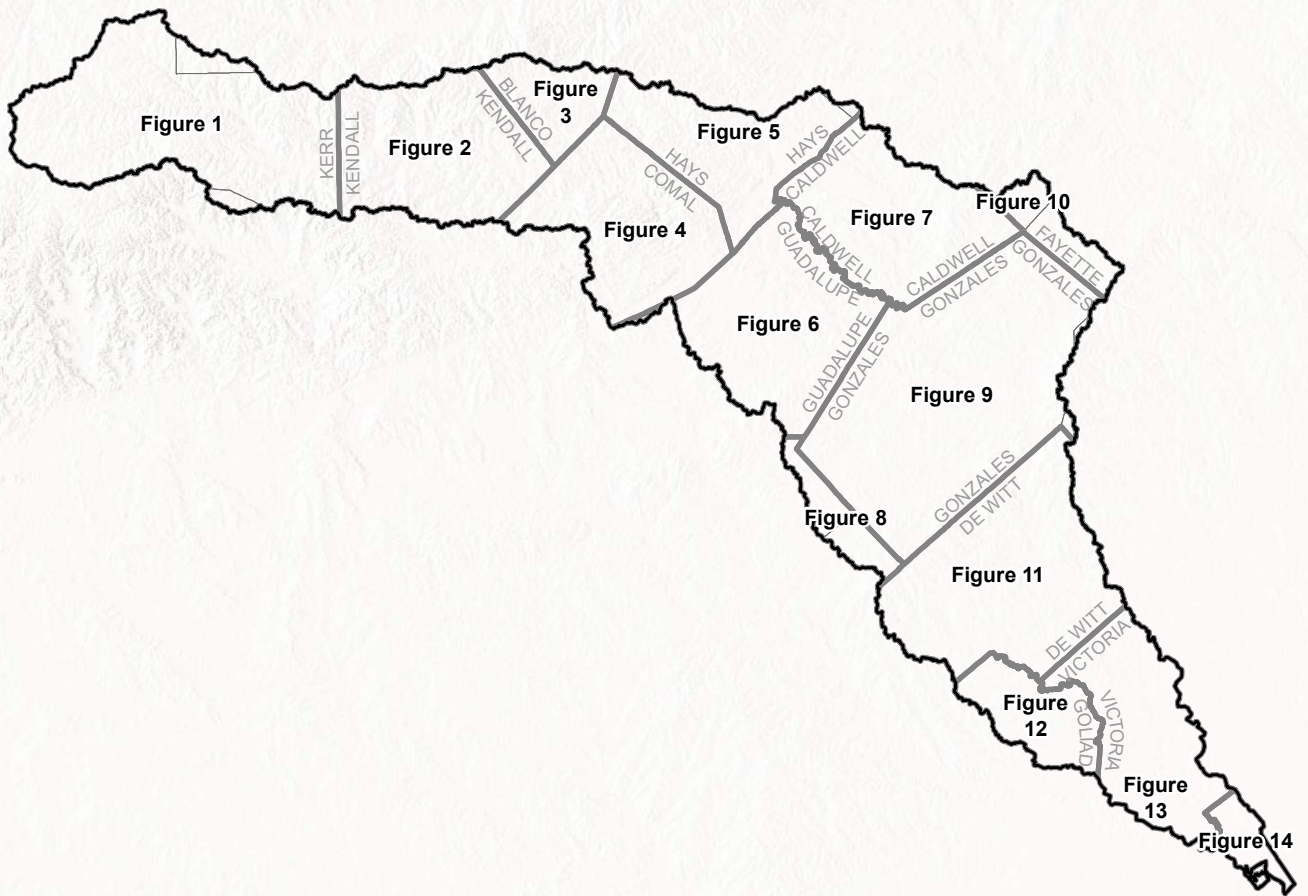 Figure 1
KERR
KENDALL
Figure 2
BLANCO
KENDALL
Figure
3
Figure 5
HAYS
COMAL
HAYS
CALDWELL
Figure 4
Figure 7
CALDWELL
GUADALUPE
Figure 10
FAYETTE
GONZALES
CALDWELL
GONZALES
Figure 6
GUADALUPE
GONZALES
Figure 9
GONZALES
DE WITT
Figure 8
Figure 11
DE WITT
VICTORIA
Figure
12
VICTORIA
GOLIAD
Figure
13
Figure 14